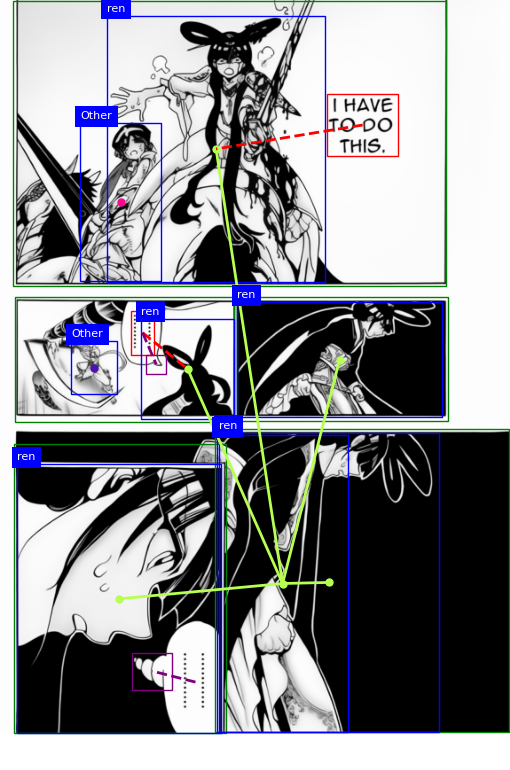 ren
Other
I HAVE
TO DO
THIS.
ren
ren
Other
ren
ren